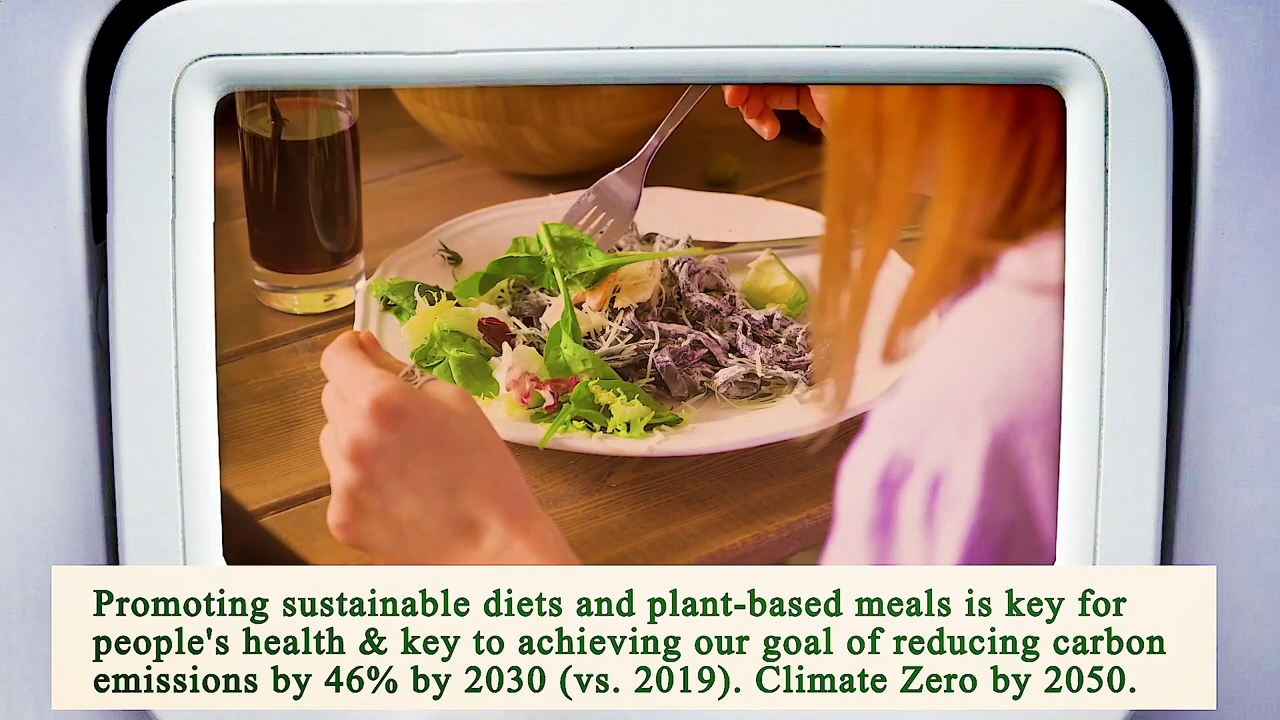 Promoting sustainable diets and plant-based meals is key for
people's health & key to achieving our goal of reducing carbon
emissions by 46% by 2030 (vs. 2019). Climate Zero by 2050.